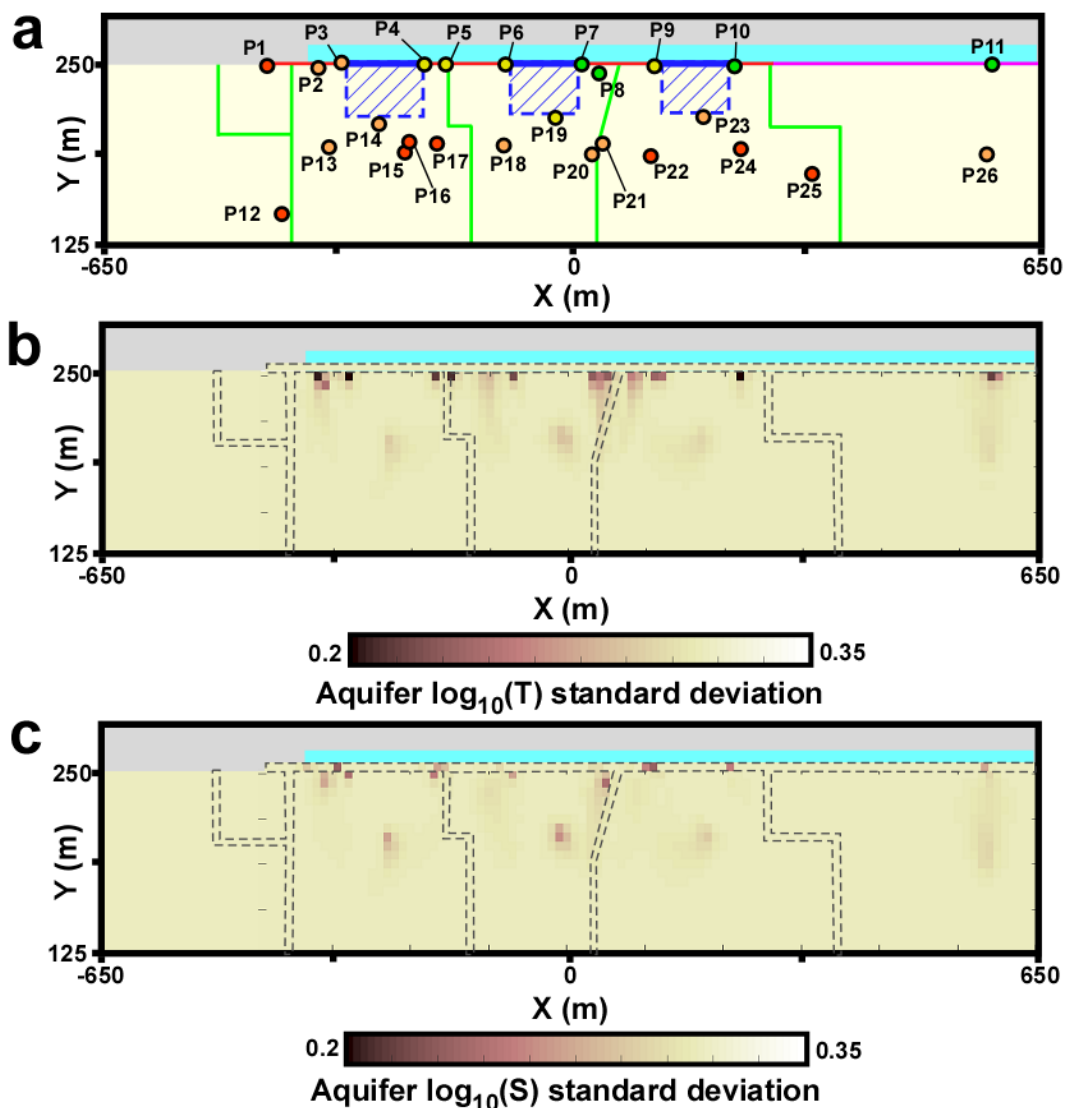 a
P1 P3 P4 P5 P6 P7 P9 P10 P11
P2 P8
250
P14 P19 P23
P13 P15 P17 P18 P20 P22 P24 P26
P16 P21 P25
P12
Y (m)
125
-650 0 650
X (m)
b
250
Y (m)
125
-650 0 650
X (m)
0.2 0.35
Aquifer log10(T) standard deviation
c
250
Y (m)
125
-650 0 650
X (m)
0.2 0.35
Aquifer log10(S) standard deviation